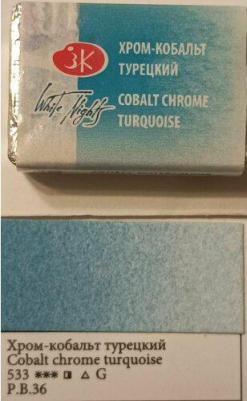 ЗК
ХРОМ-КОБАЛЬТ
ТУРЕЦКИЙ
White Nights
COBALT CHROME
TURQUOISE
Хром-кобальт турецкий
Cobalt chrome turquoise
533 *** ◨ △ G
P.B.36